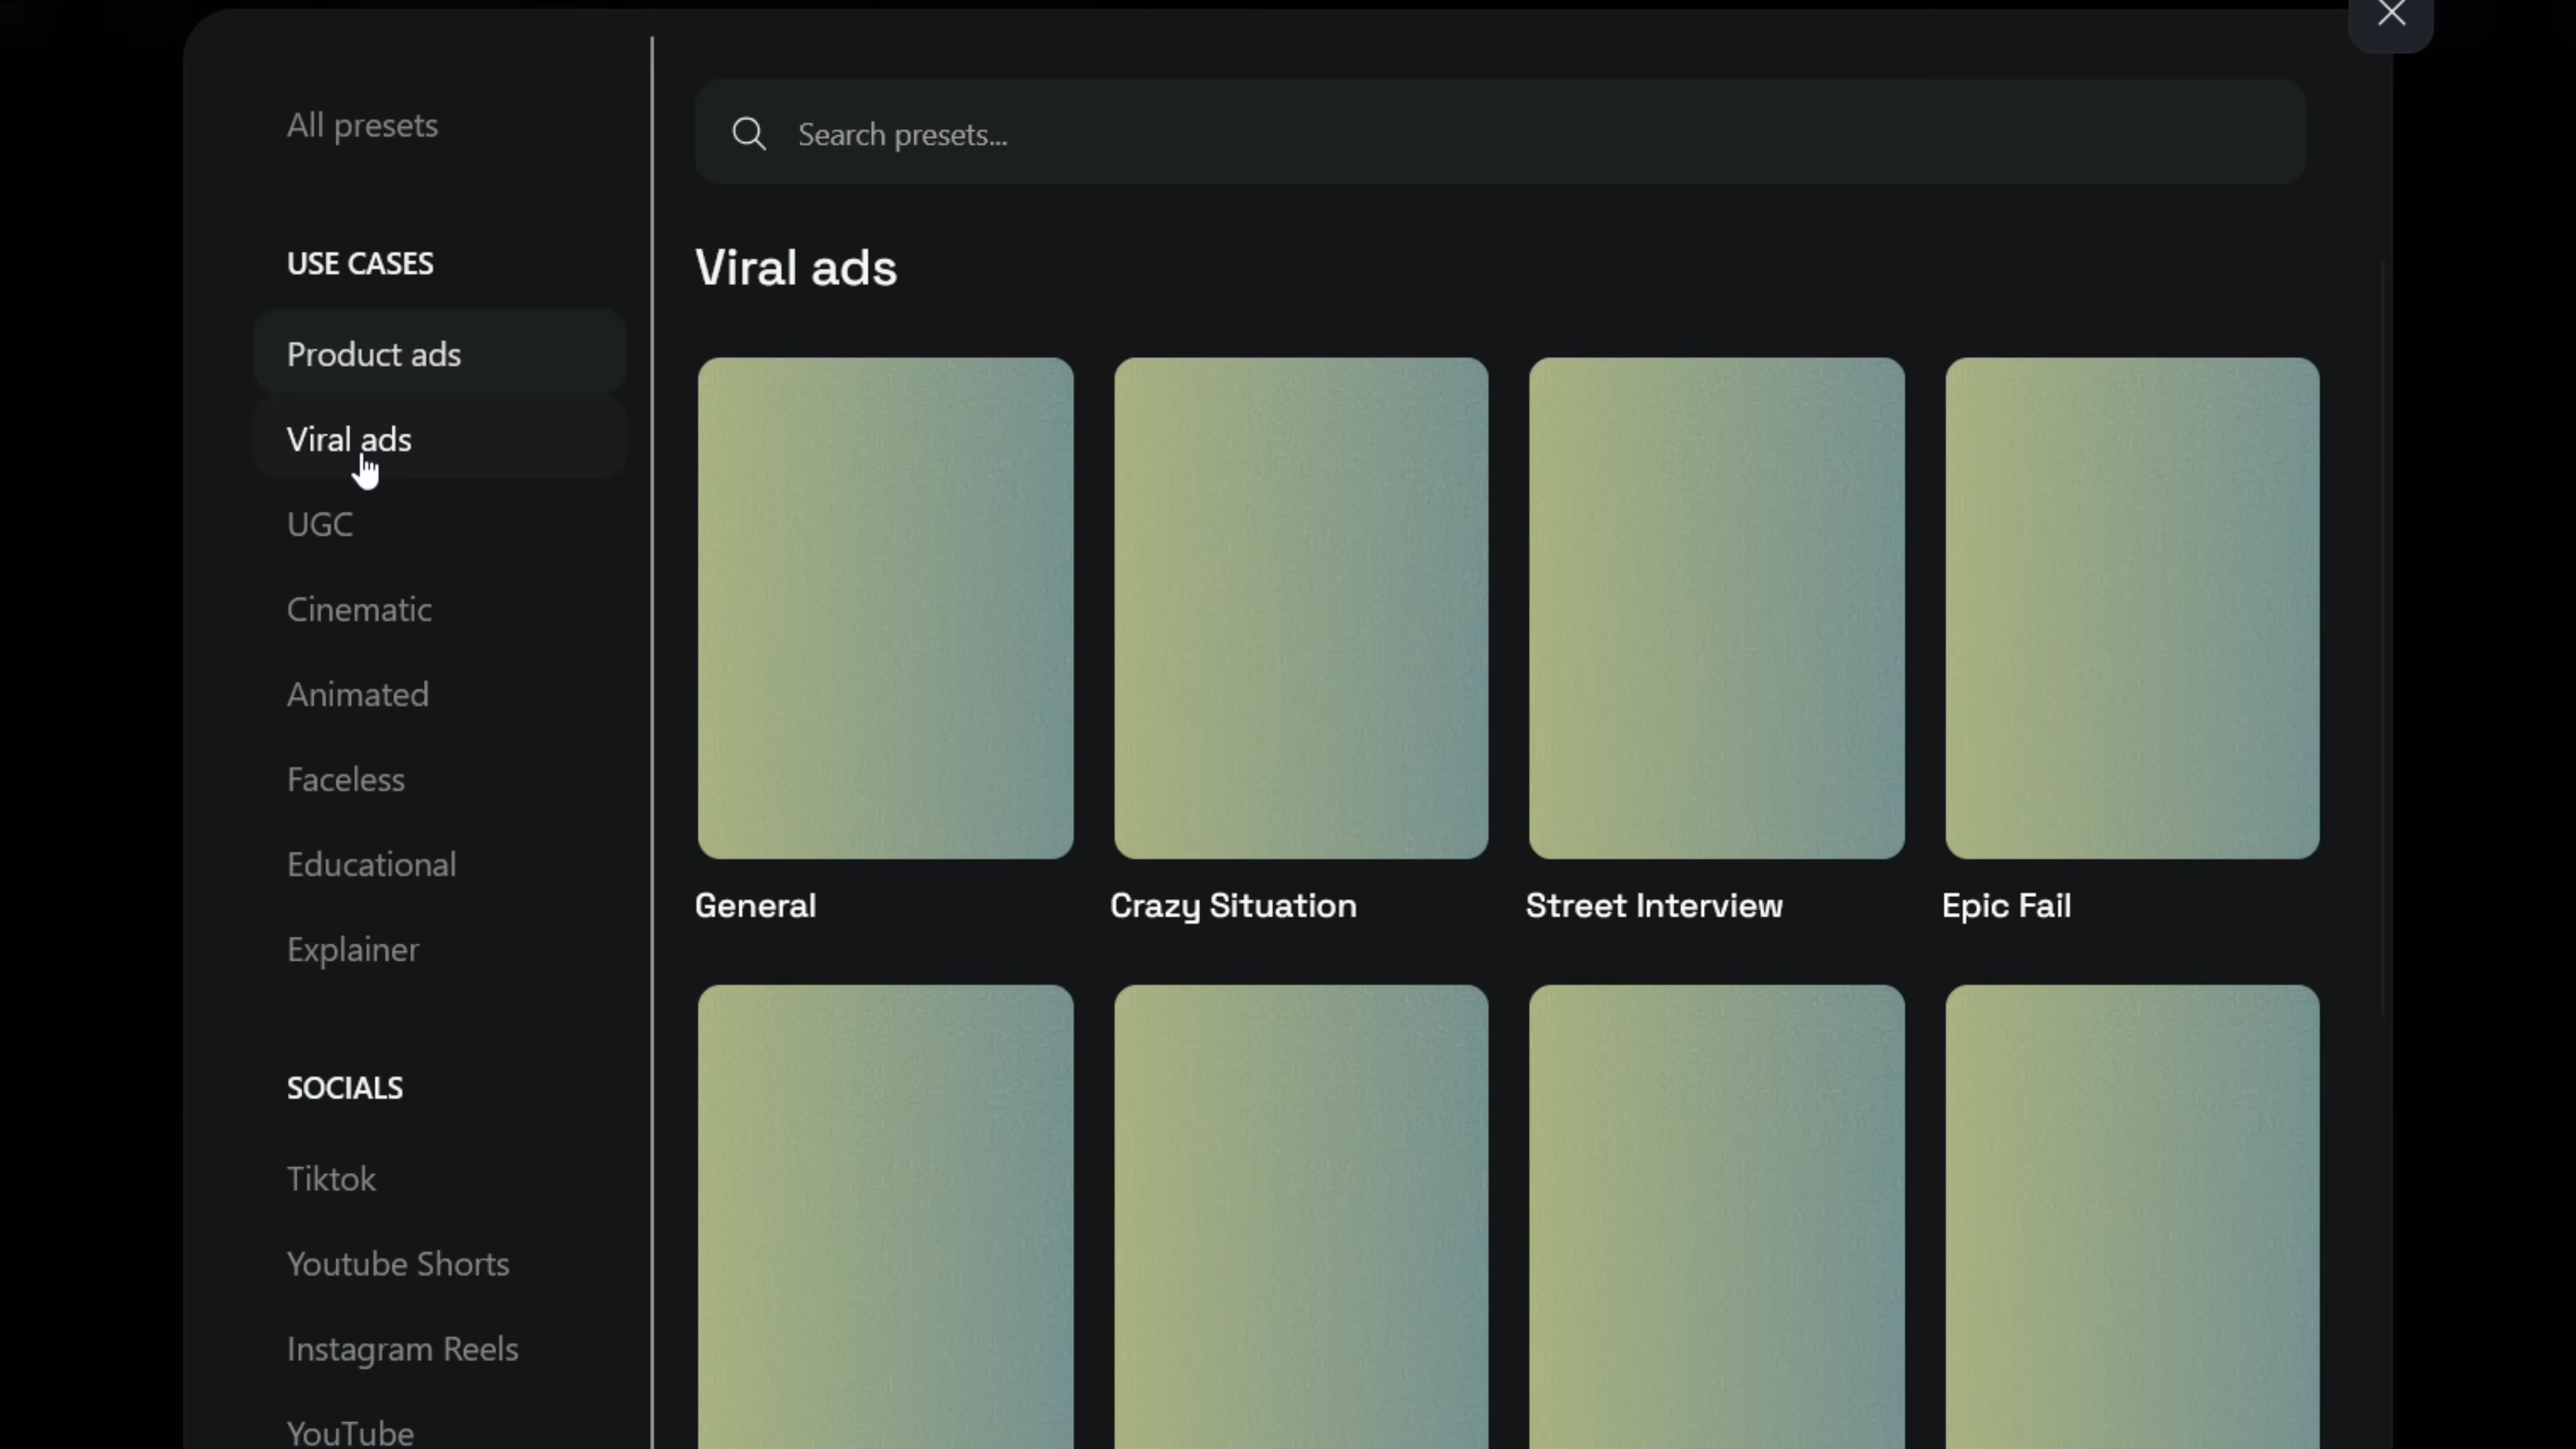 All presets
USE CASES
Product ads
Viral ads
UGC
Cinematic
Animated
Faceless
Educational
Explainer
SOCIALS
Tiktok
Youtube Shorts
Instagram Reels
YouTube
Search presets...
Viral ads
General
Crazy Situation
Street Interview
Epic Fail